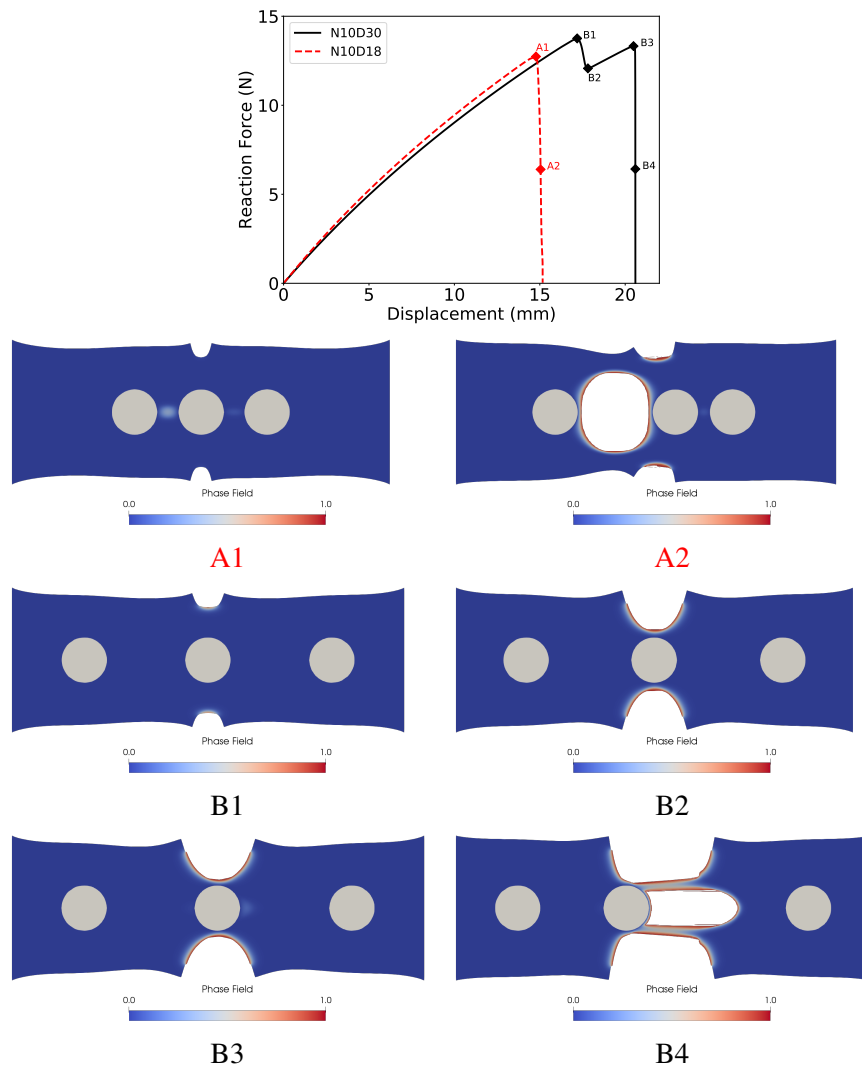 15
10
5
0
Reaction Force (N)
N10D30
N10D18
A1
A2
B1
B2
B3
B4
0 5 10 15 20
Displacement (mm)
Phase Field
0.0 1.0
A1
Phase Field
0.0 1.0
A2
Phase Field
0.0 1.0
B1
Phase Field
0.0 1.0
B2
Phase Field
0.0 1.0
B3
Phase Field
0.0 1.0
B4